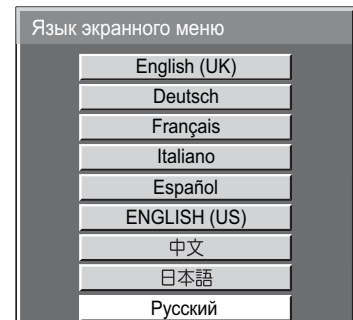 Язык экранного меню
English (UK)
Deutsch
Français
Italiano
Español
ENGLISH (US)
中文
日本語
Русский